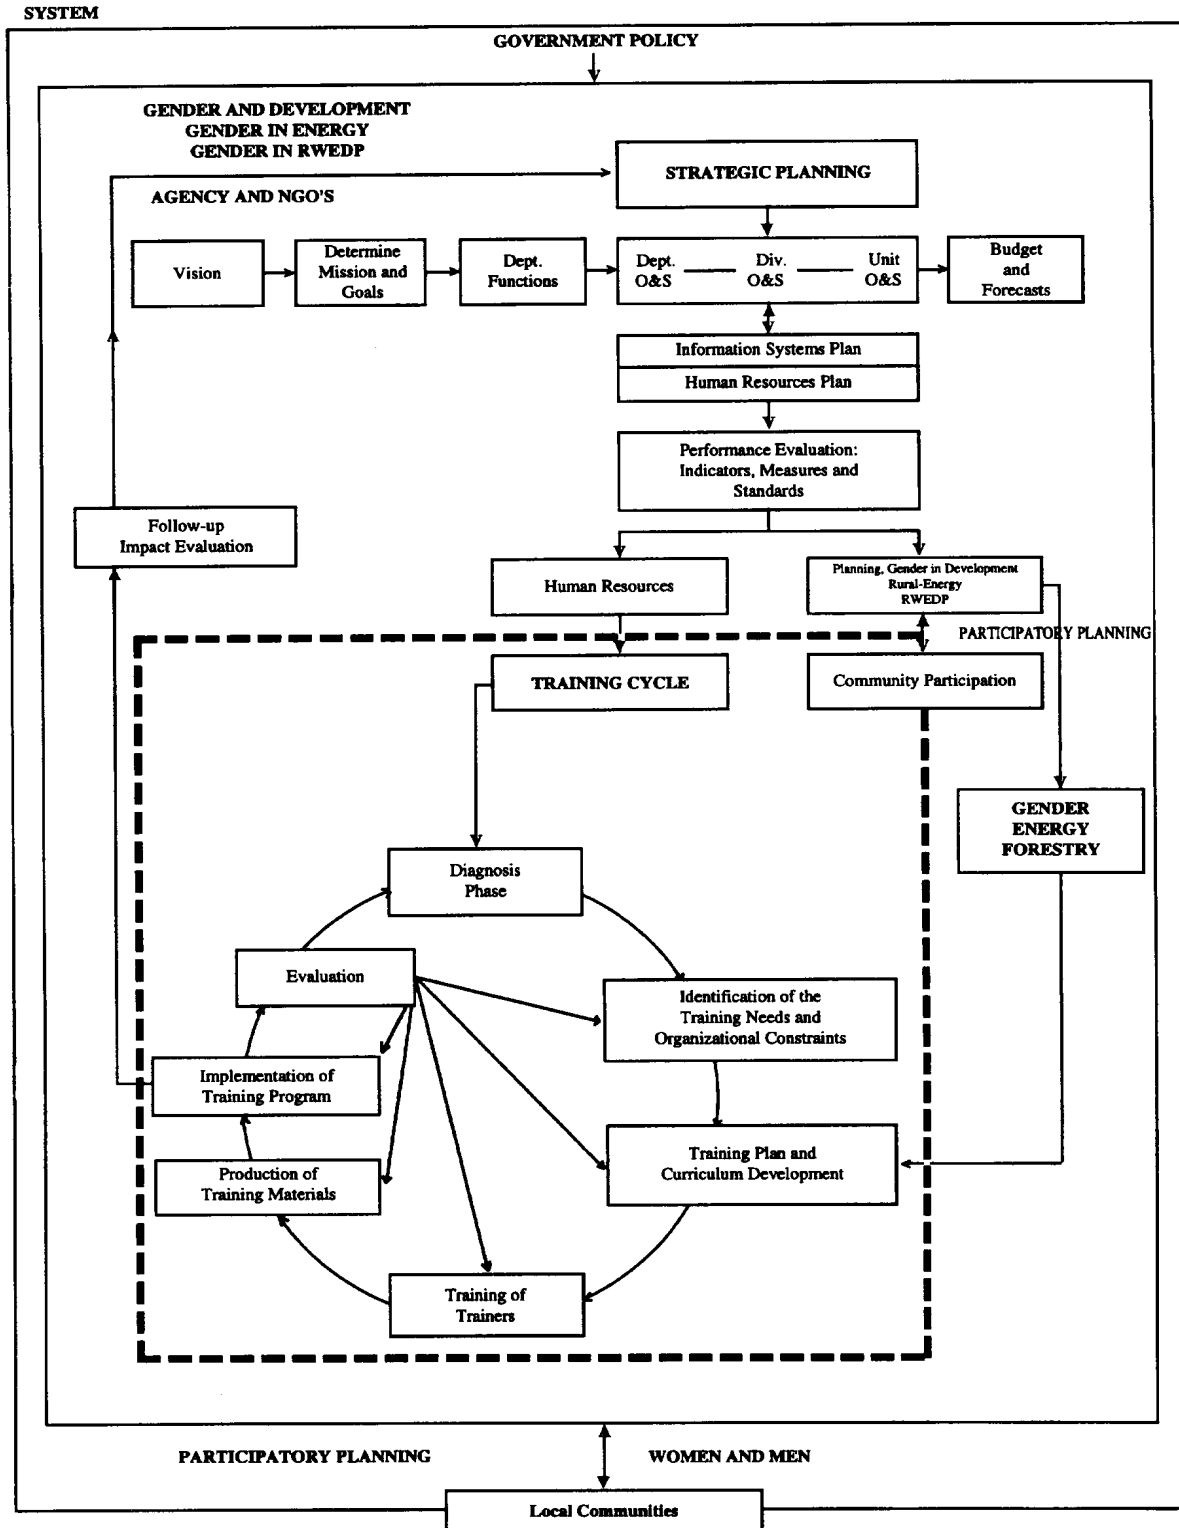 SYSTEM
GOVERNMENT POLICY
GENDER AND DEVELOPMENT
GENDER IN ENERGY
GENDER IN RWEDP
STRATEGIC PLANNING
AGENCY AND NGO'S
Vision
Determine
Mission and
Goals
Dept.
Functions
Dept. Div. Unit
O&S O&S O&S
Budget
and
Forecasts
Information Systems Plan
Human Resources Plan
Performance Evaluation:
Indicators, Measures and
Standards
Follow-up
Impact Evaluation
Human Resources
Planning, Gender in Development
Rural-Energy
RWEDP
PARTICIPATORY PLANNING
TRAINING CYCLE
Community Participation
GENDER
ENERGY
FORESTRY
Diagnosis
Phase
Evaluation
Identification of the
Training Needs and
Organizational Constraints
Implementation of
Training Program
Training Plan and
Curriculum Development
Production of
Training Materials
Training of
Trainers
PARTICIPATORY PLANNING
WOMEN AND MEN
Local Communities